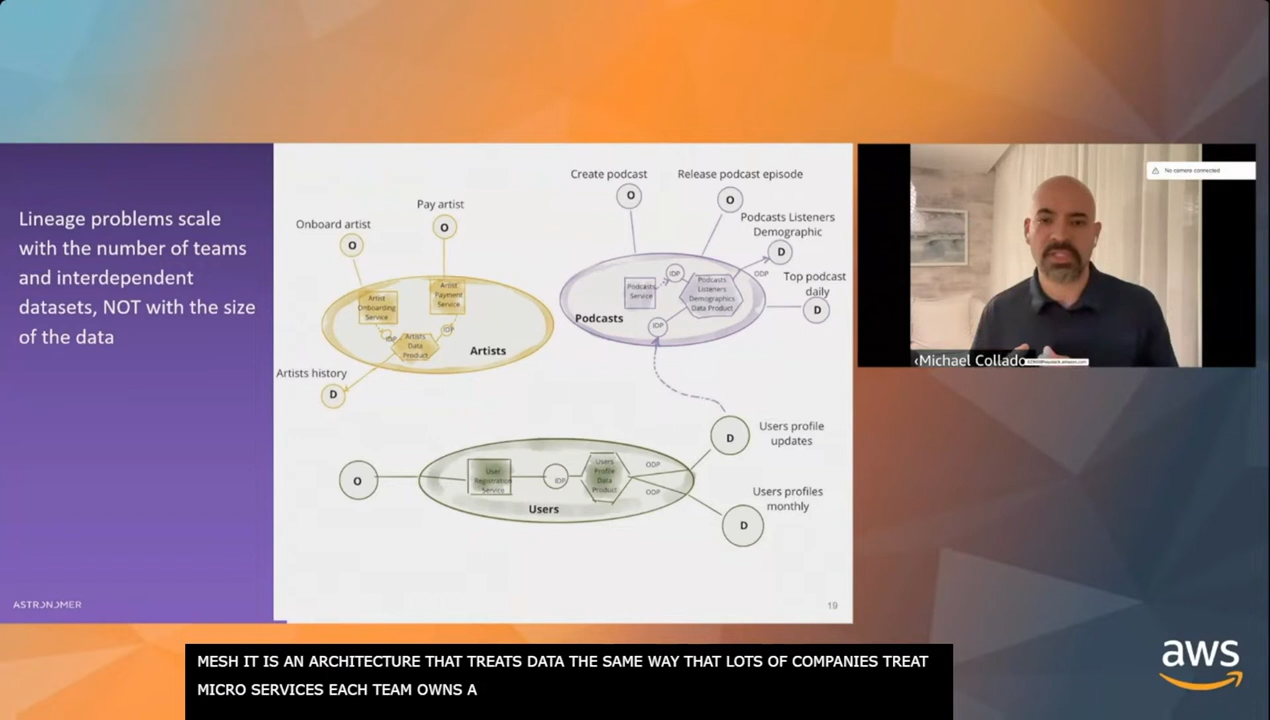 Lineage problems scale
with the number of teams
and interdependent
datasets, NOT with the size
of the data
ASTRONOMER
Onboard artist
O
Pay artist
O
Artist
Onboarding
Service
Artist
Payment
Service
IDP
IDP
Artists
Data
Product
Artists
Artists history
D
Create podcast
O
Release podcast episode
O
Podcasts Listeners
Demographic
D
Top podcast
daily
D
Podcasts
Service
IDP
Podcasts
Listeners
Demographics
Data Product
ODP
IDP
Podcasts
O
User
Registration
Service
IDP
Users
Profile
Data
Product
ODP
ODP
Users
D
Users profile
updates
D
Users profiles
monthly
19
No camera connected
Michael Collado
aws
MESH IT IS AN ARCHITECTURE THAT TREATS DATA THE SAME WAY THAT LOTS OF COMPANIES TREAT
MICRO SERVICES EACH TEAM OWNS A